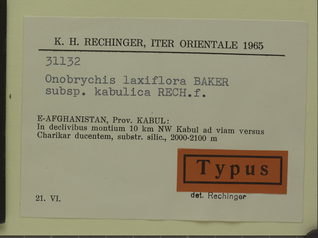 K. H. RECHINGER, ITER ORIENTALE 1965
31132
Onobrychis laxiflora BAKER
subsp. kabulica RECH.f.
E-AFGHANISTAN, Prov. KABUL:
In declivibus montium 10 km NW Kabul ad viam versus
Charikar ducentem, substr. silic., 2000-2100 m
Typus
21. VI.
det. Rechinger